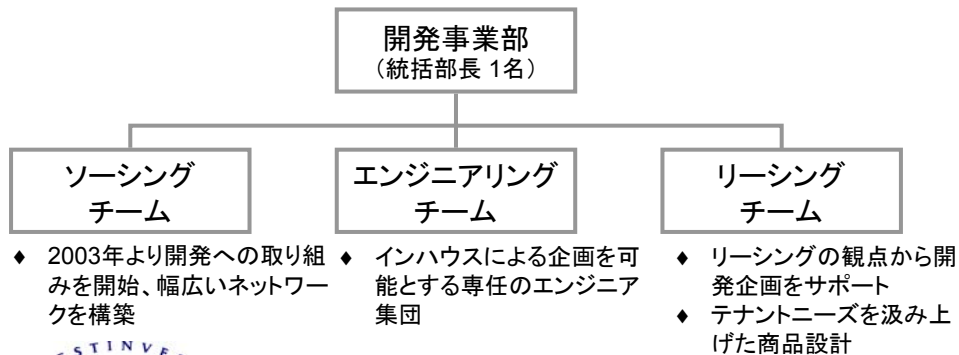 開発事業部
(統括部長 1名)
ソーシング
チーム
エンジニアリング
チーム
リーシング
チーム
♦ 2003年より開発への取り組
みを開始、幅広いネットワー
クを構築
♦ インハウスによる企画を可
能とする専任のエンジニア
集団
♦ リーシングの観点から開
発企画をサポート
♦ テナントニーズを汲み上
げた商品設計